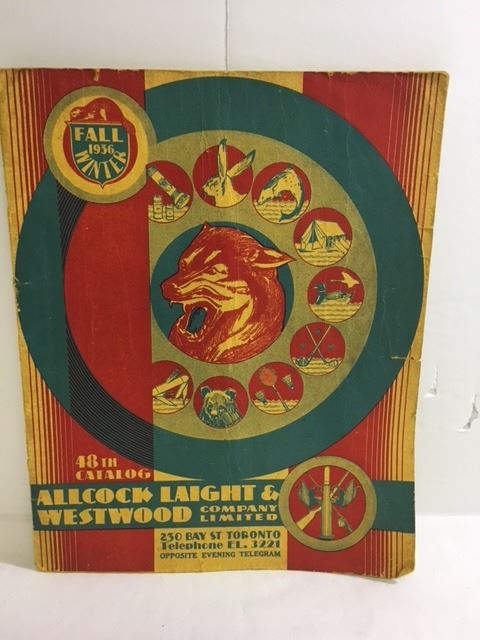 FALL
1936
WINTER
48TH
CATALOG
ALLCOCK LAIGHT &
WESTWOOD COMPANY LIMITED
230 BAY ST TORONTO
Telephone EL. 3221
OPPOSITE EVENING TELEGRAM